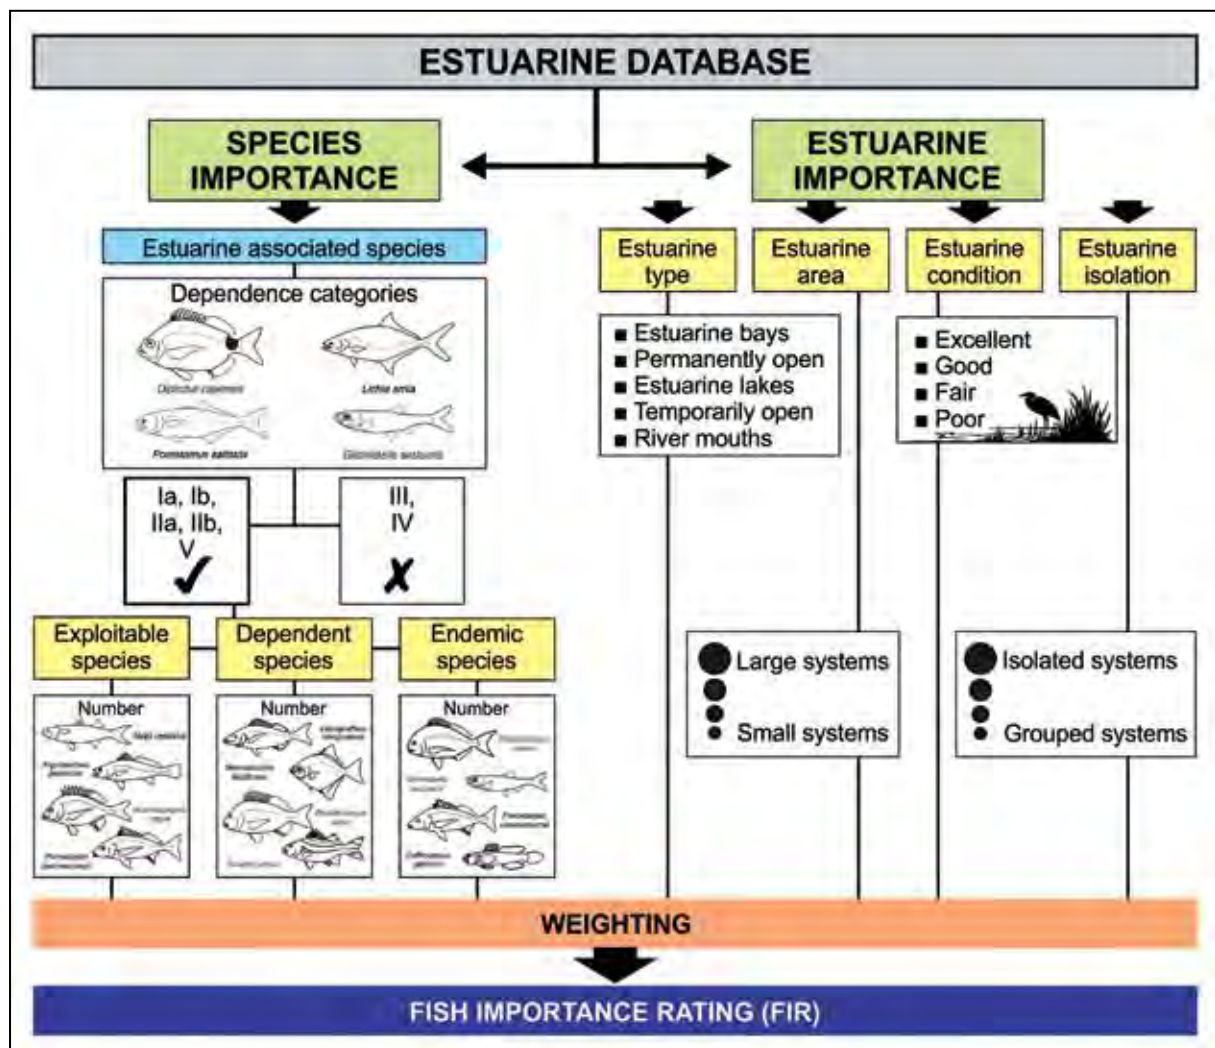 ESTUARINE DATABASE
SPECIES
IMPORTANCE
ESTUARINE
IMPORTANCE
Estuarine associated species
Dependence categories
Lichia amia
Ia, Ib,
IIa, IIb,
V
III,
IV
Exploitable
species
Dependent
species
Endemic
species
Number
Number
Number
Estuarine
type
Estuarine
area
Estuarine
condition
Estuarine
isolation
Estuarine bays
Permanently open
Estuarine lakes
Temporarily open
River mouths
Excellent
Good
Fair
Poor
Large systems
Small systems
Isolated systems
Grouped systems
WEIGHTING
FISH IMPORTANCE RATING (FIR)